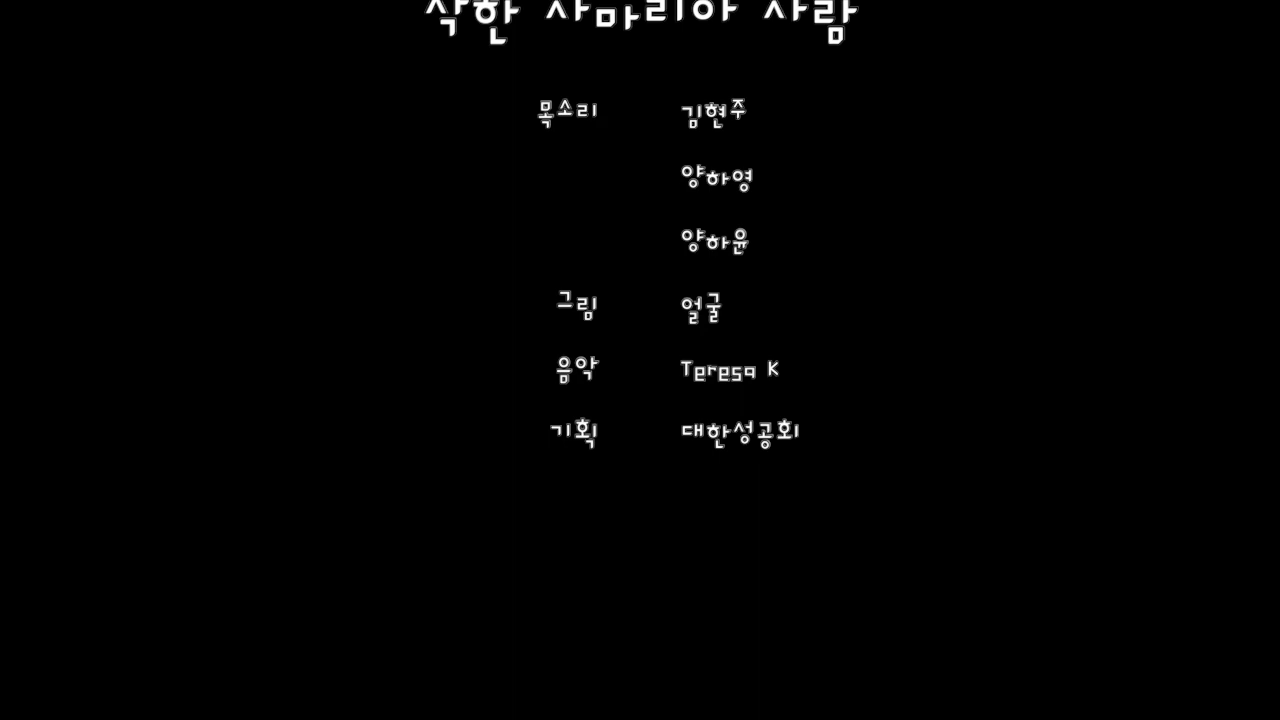 착한 사마리아 사람
목소리 김현주
양하영
양하윤
그림 얼굴
음악 Teresa K
기획 대한성공회